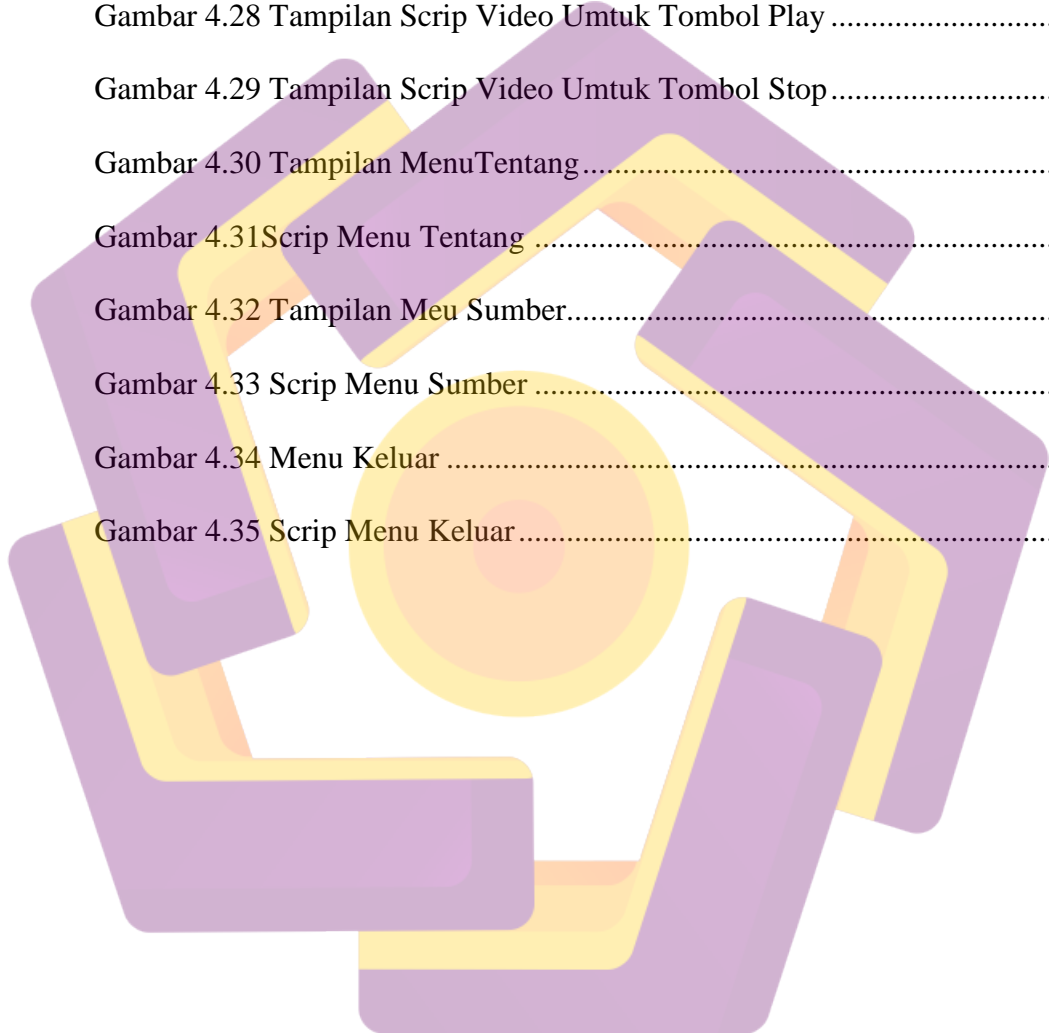 Gambar 4.28 Tampilan Scrip Video Umtuk Tombol Play ...........................
Gambar 4.29 Tampilan Scrip Video Umtuk Tombol Stop ...........................
Gambar 4.30 Tampilan MenuTentang ..........................................................
Gambar 4.31Scrip Menu Tentang ................................................................
Gambar 4.32 Tampilan Meu Sumber............................................................
Gambar 4.33 Scrip Menu Sumber ................................................................
Gambar 4.34 Menu Keluar ...........................................................................
Gambar 4.35 Scrip Menu Keluar ..................................................................